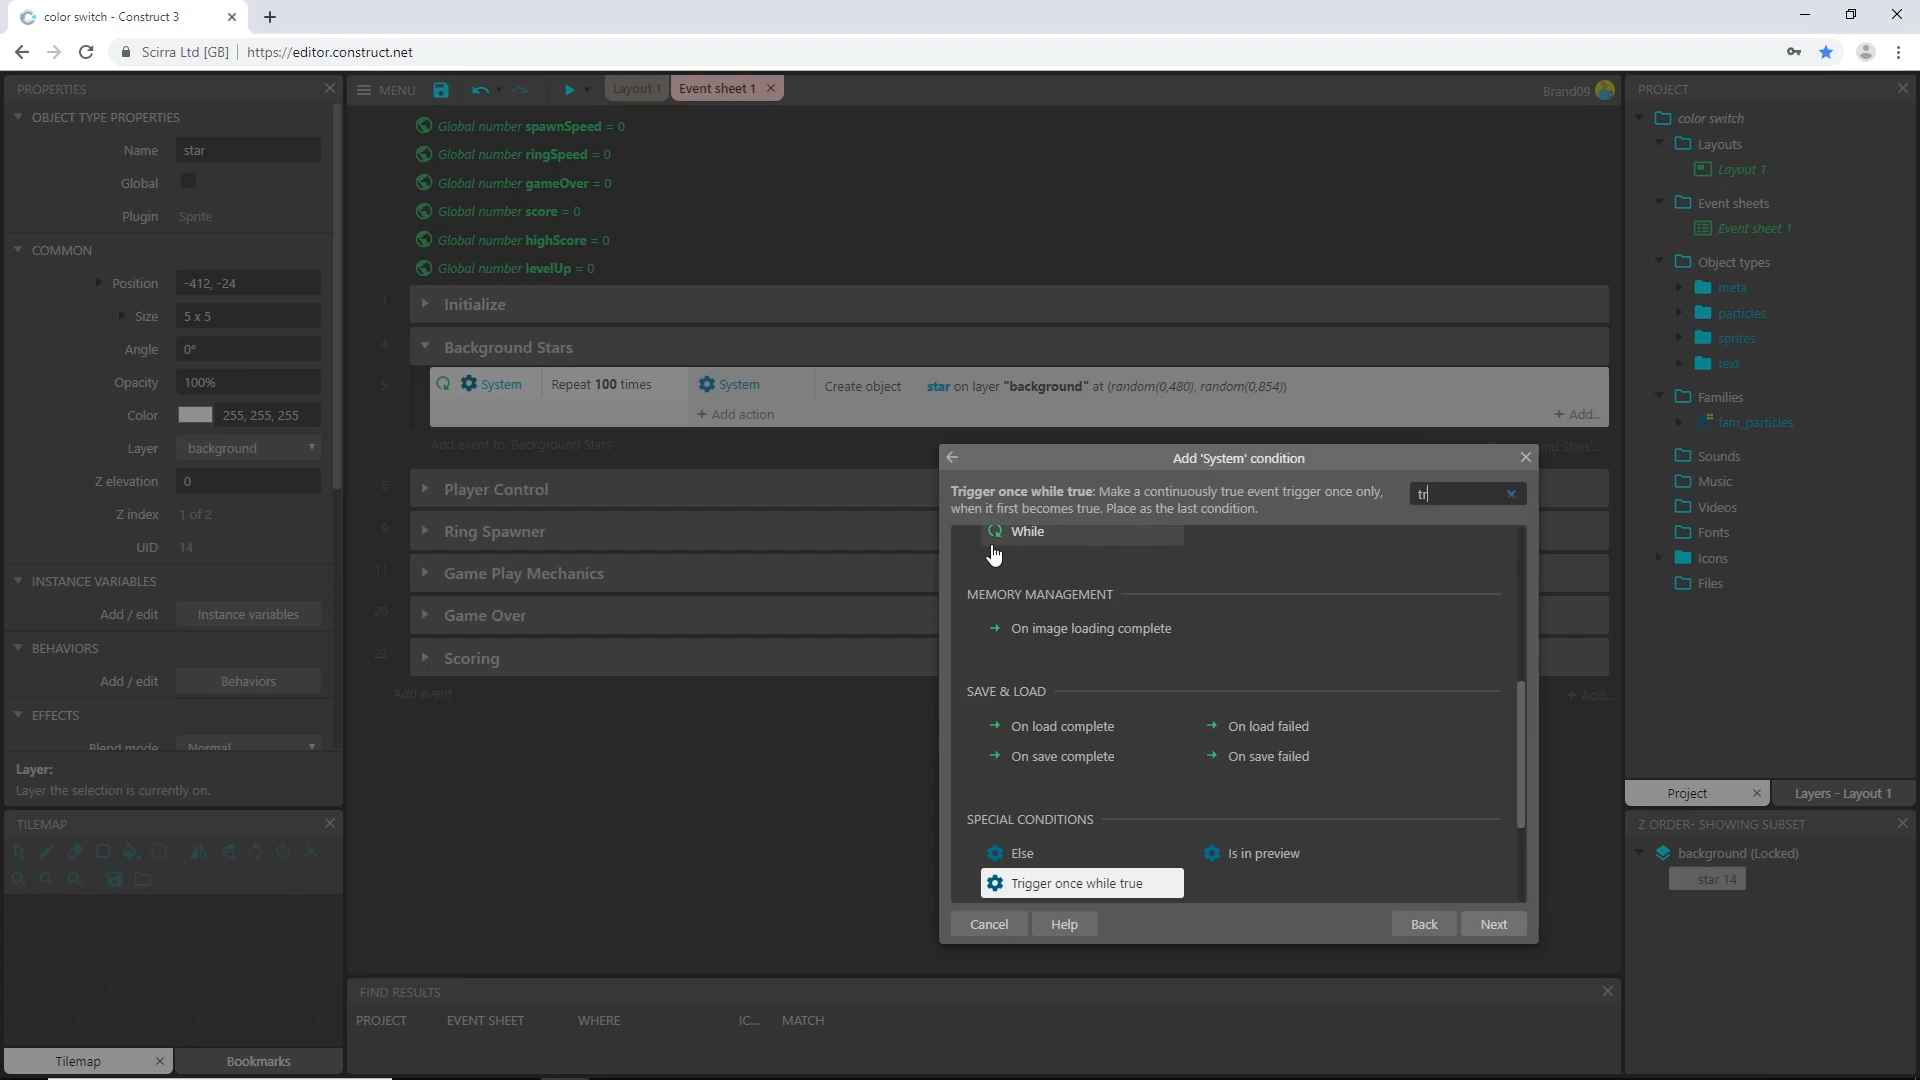 color switch - Construct 3
Scirra Ltd [GB] https://editor.construct.net
PROPERTIES
OBJECT TYPE PROPERTIES
Name star
Global
Plugin Sprite
COMMON
Position -412, -24
Size 5 x 5
Angle 0°
Opacity 100%
Color 255, 255, 255
Layer background
Z elevation 0
Z index 1 of 2
UID 14
INSTANCE VARIABLES
Add / edit Instance variables
BEHAVIORS
Add / edit Behaviors
EFFECTS
Blend mode Normal
Layer:
Layer the selection is currently on.
TILEMAP
Tilemap
Bookmarks
MENU
Layout 1
Event sheet 1
Brand09
Global number spawnSpeed = 0
Global number ringSpeed = 0
Global number gameOver = 0
Global number score = 0
Global number highScore = 0
Global number levelUp = 0
1 Initialize
4 Background Stars
5 System Repeat 100 times System Create object star on layer "background" at (random(0,480), random(0,854))
+ Add action + Add...
Add event to 'Background Stars'
6 Player Control
9 Ring Spawner
11 Game Play Mechanics
20 Game Over
22 Scoring
Add event + Add...
Add 'System' condition
Trigger once while true: Make a continuously true event trigger once only,
when it first becomes true. Place as the last condition.
tr
While
MEMORY MANAGEMENT
On image loading complete
SAVE & LOAD
On load complete On load failed
On save complete On save failed
SPECIAL CONDITIONS
Else Is in preview
Trigger once while true
Cancel Help Back Next
FIND RESULTS
PROJECT EVENT SHEET WHERE IC... MATCH
PROJECT
color switch
Layouts
Layout 1
Event sheets
Event sheet 1
Object types
meta
particles
sprites
text
Families
fam_particles
Sounds
Music
Videos
Fonts
Icons
Files
Project
Layers - Layout 1
Z ORDER- SHOWING SUBSET
background (Locked)
star 14